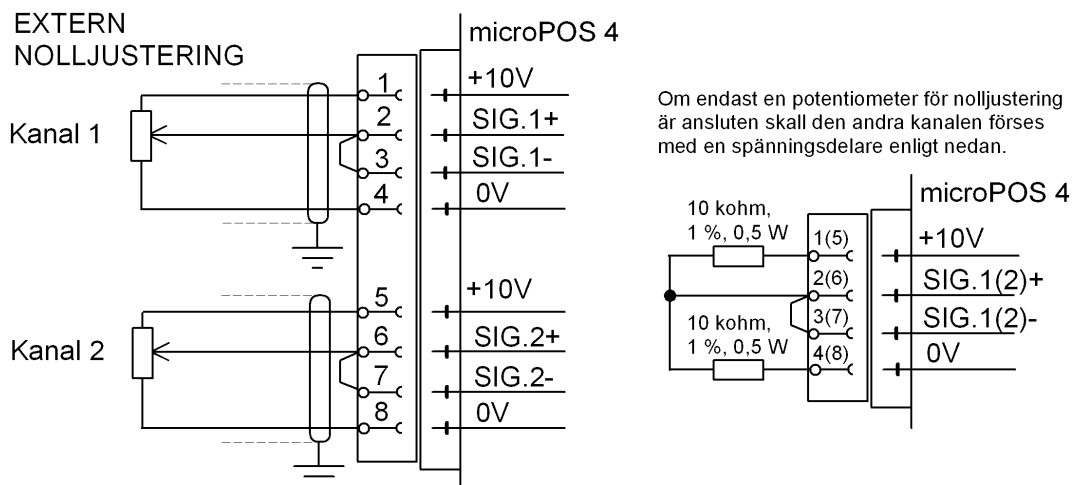 EXTERN
NOLLJUSTERING
microPOS 4
Kanal 1
1
+10V
2
SIG.1+
3
SIG.1-
4
0V
Kanal 2
5
+10V
6
SIG.2+
7
SIG.2-
8
0V
Om endast en potentiometer för nolljustering
är ansluten skall den andra kanalen förses
med en spänningsdelare enligt nedan.
microPOS 4
10 kohm,
1 %, 0,5 W
1(5)
+10V
2(6)
SIG.1(2)+
3(7)
SIG.1(2)-
10 kohm,
1 %, 0,5 W
4(8)
0V